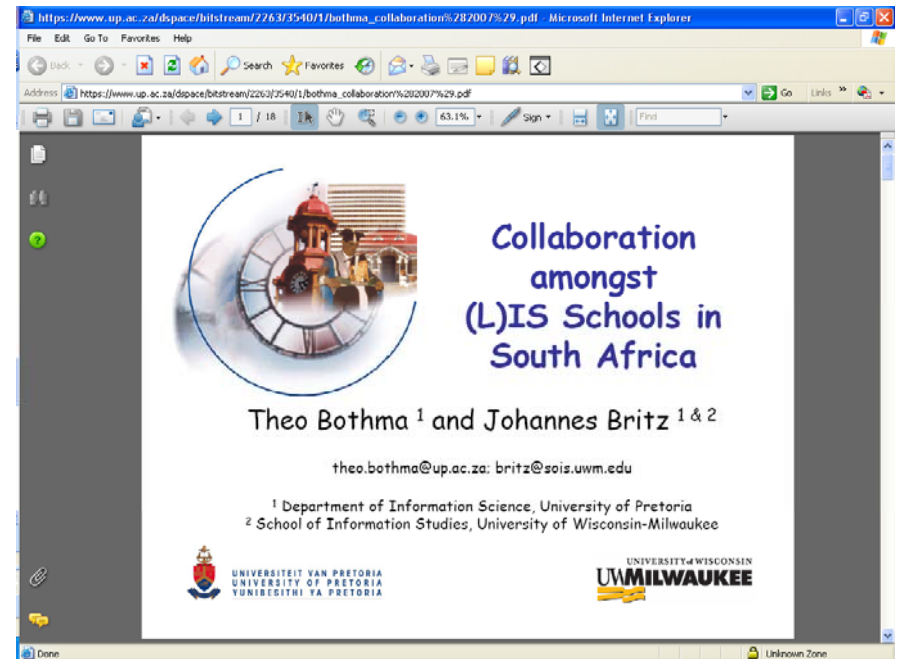 https://www.up.ac.za/dspace/bitstream/2263/3540/1/bothma_collaboration%282007%29.pdf - Microsoft Internet Explorer
File Edit Go To Favorites Help
Back Search Favorites
Address https://www.up.ac.za/dspace/bitstream/2263/3540/1/bothma_collaboration%282007%29.pdf Go Links »
1 / 18 63.1% Sign Find
Collaboration
amongst
(L)IS Schools in
South Africa
Theo Bothma 1 and Johannes Britz 1 & 2
theo.bothma@up.ac.za; britz@sois.uwm.edu
1 Department of Information Science, University of Pretoria
2 School of Information Studies, University of Wisconsin-Milwaukee
UNIVERSITEIT VAN PRETORIA
UNIVERSITY OF PRETORIA
YUNIBESITHI YA PRETORIA
UNIVERSITY of WISCONSIN
UWMILWAUKEE
Done Unknown Zone